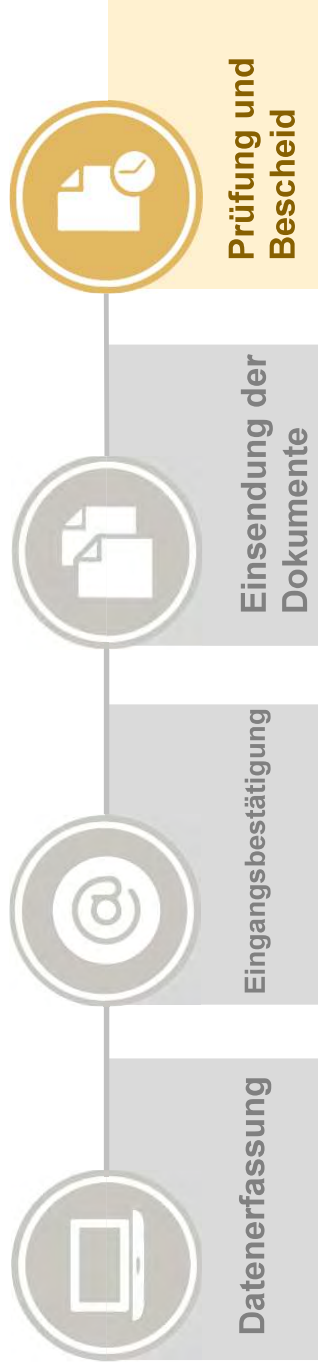 Datenerfassung
Eingangsbestätigung
Einsendung der
Dokumente
Prüfung und
Bescheid